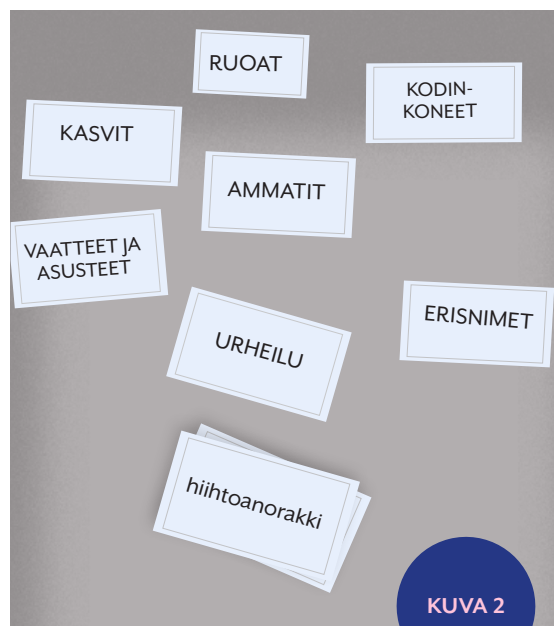 RUOAT
KODIN-
KONEET
KASVIT
AMMATIT
VAATTEET JA
ASUSTEET
ERISNIMET
URHEILU
hiihtoanorakki
KUVA 2